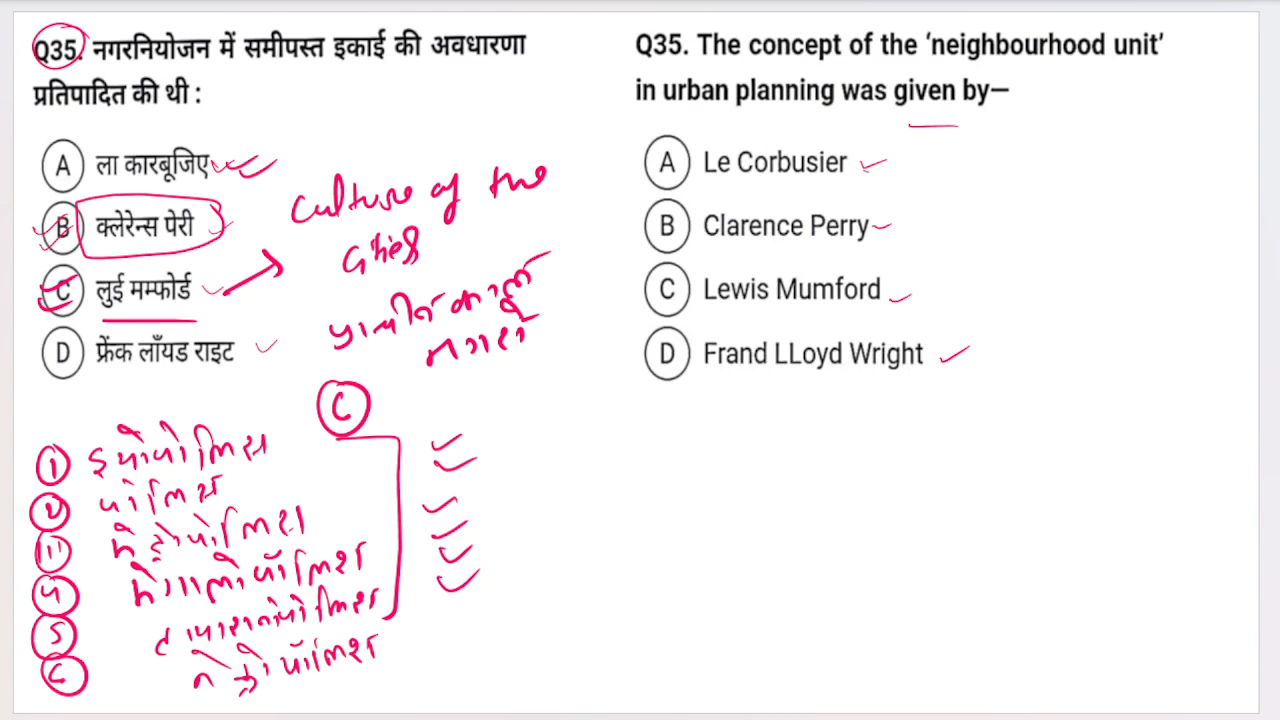 Q35. नगरनियोजन में समीपस्त इकाई की अवधारणा
प्रतिपादित की थी :
A ला कारबूजिए
B क्लेरेन्स पेरी
C लुई मम्फोर्ड
D फ्रेंक लाँयड राइट
Culture of the
Cities
नगरों
C
1 इयोपोलिस
2 पोलिस
मेट्रोपोलिस
4 मेगालोपॉलिस
5
6 नेक्रोपॉलिस
Q35. The concept of the ‘neighbourhood unit’
in urban planning was given by—
A Le Corbusier
B Clarence Perry
C Lewis Mumford
D Frand LLoyd Wright